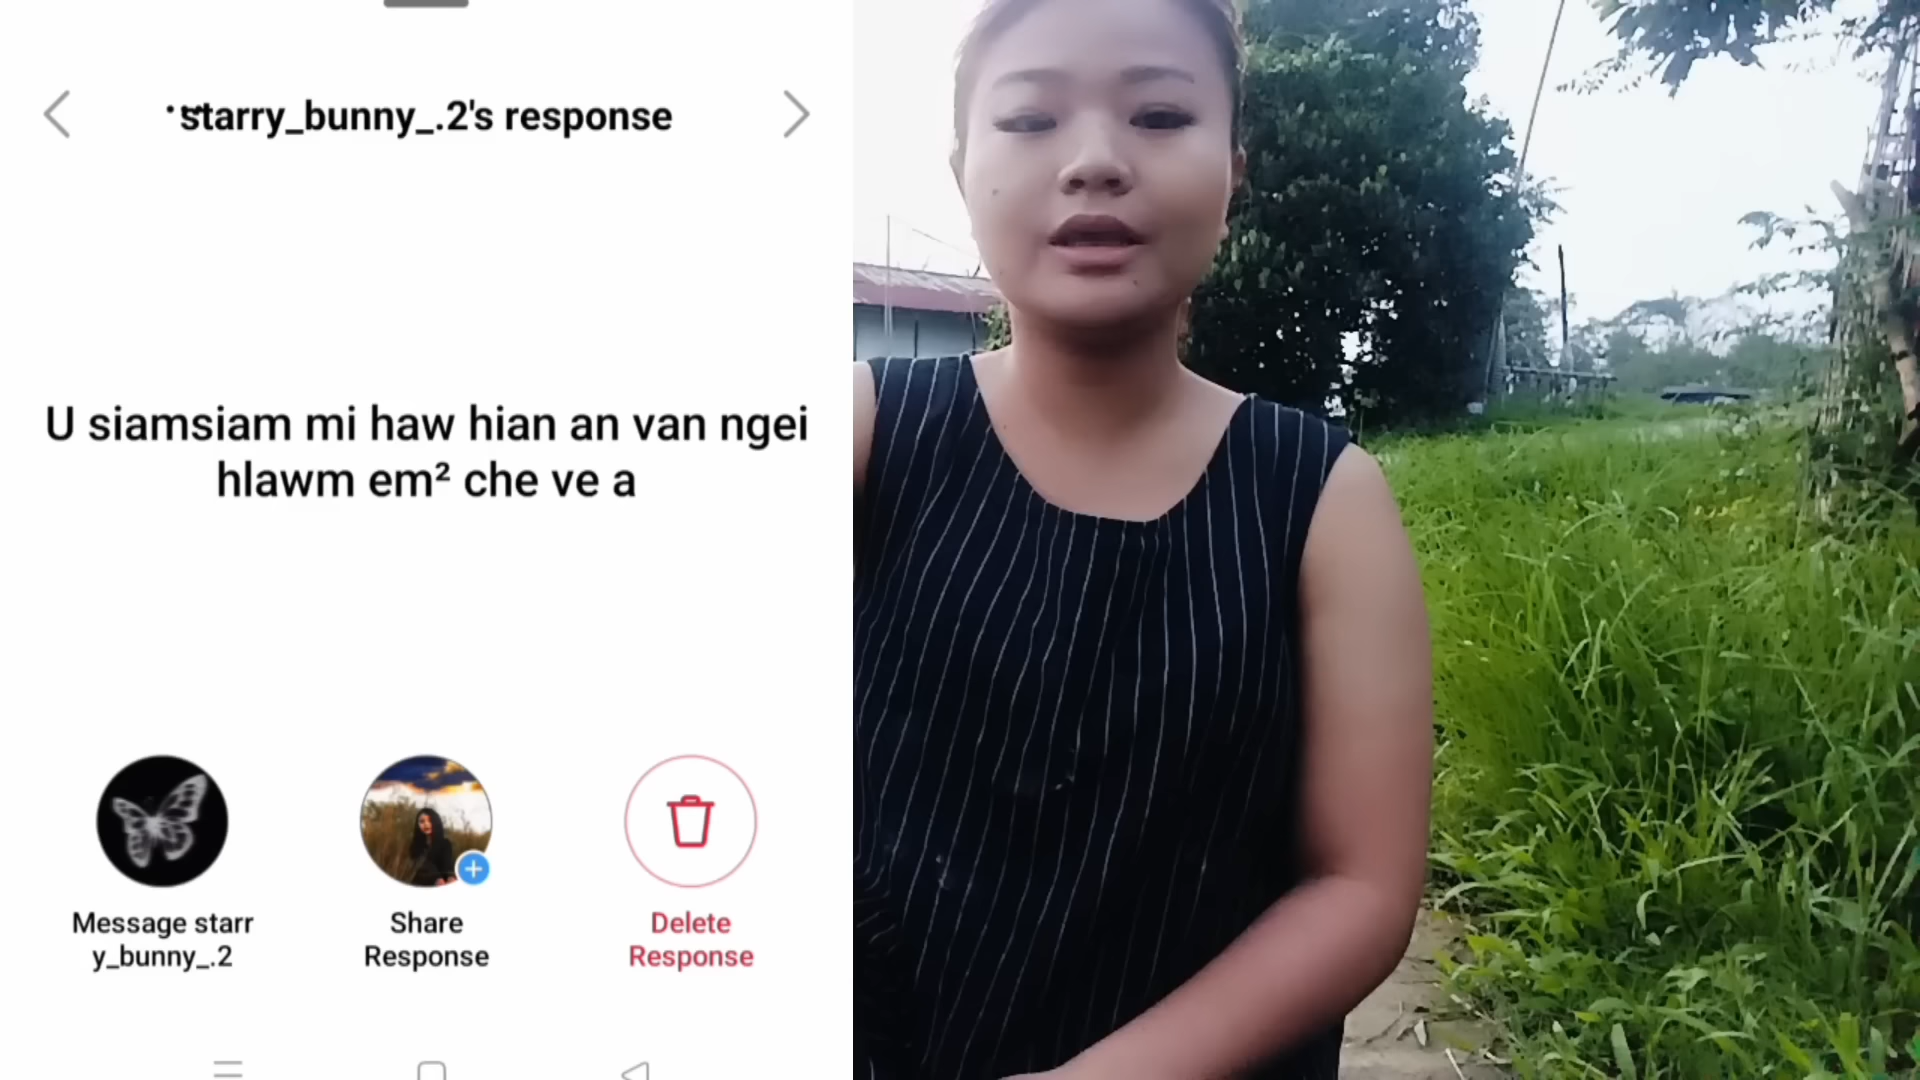 starry_bunny_.2's response
U siamsiam mi haw hian an van ngei
hlawm em² che ve a
Message starr
y_bunny_.2
Share
Response
Delete
Response